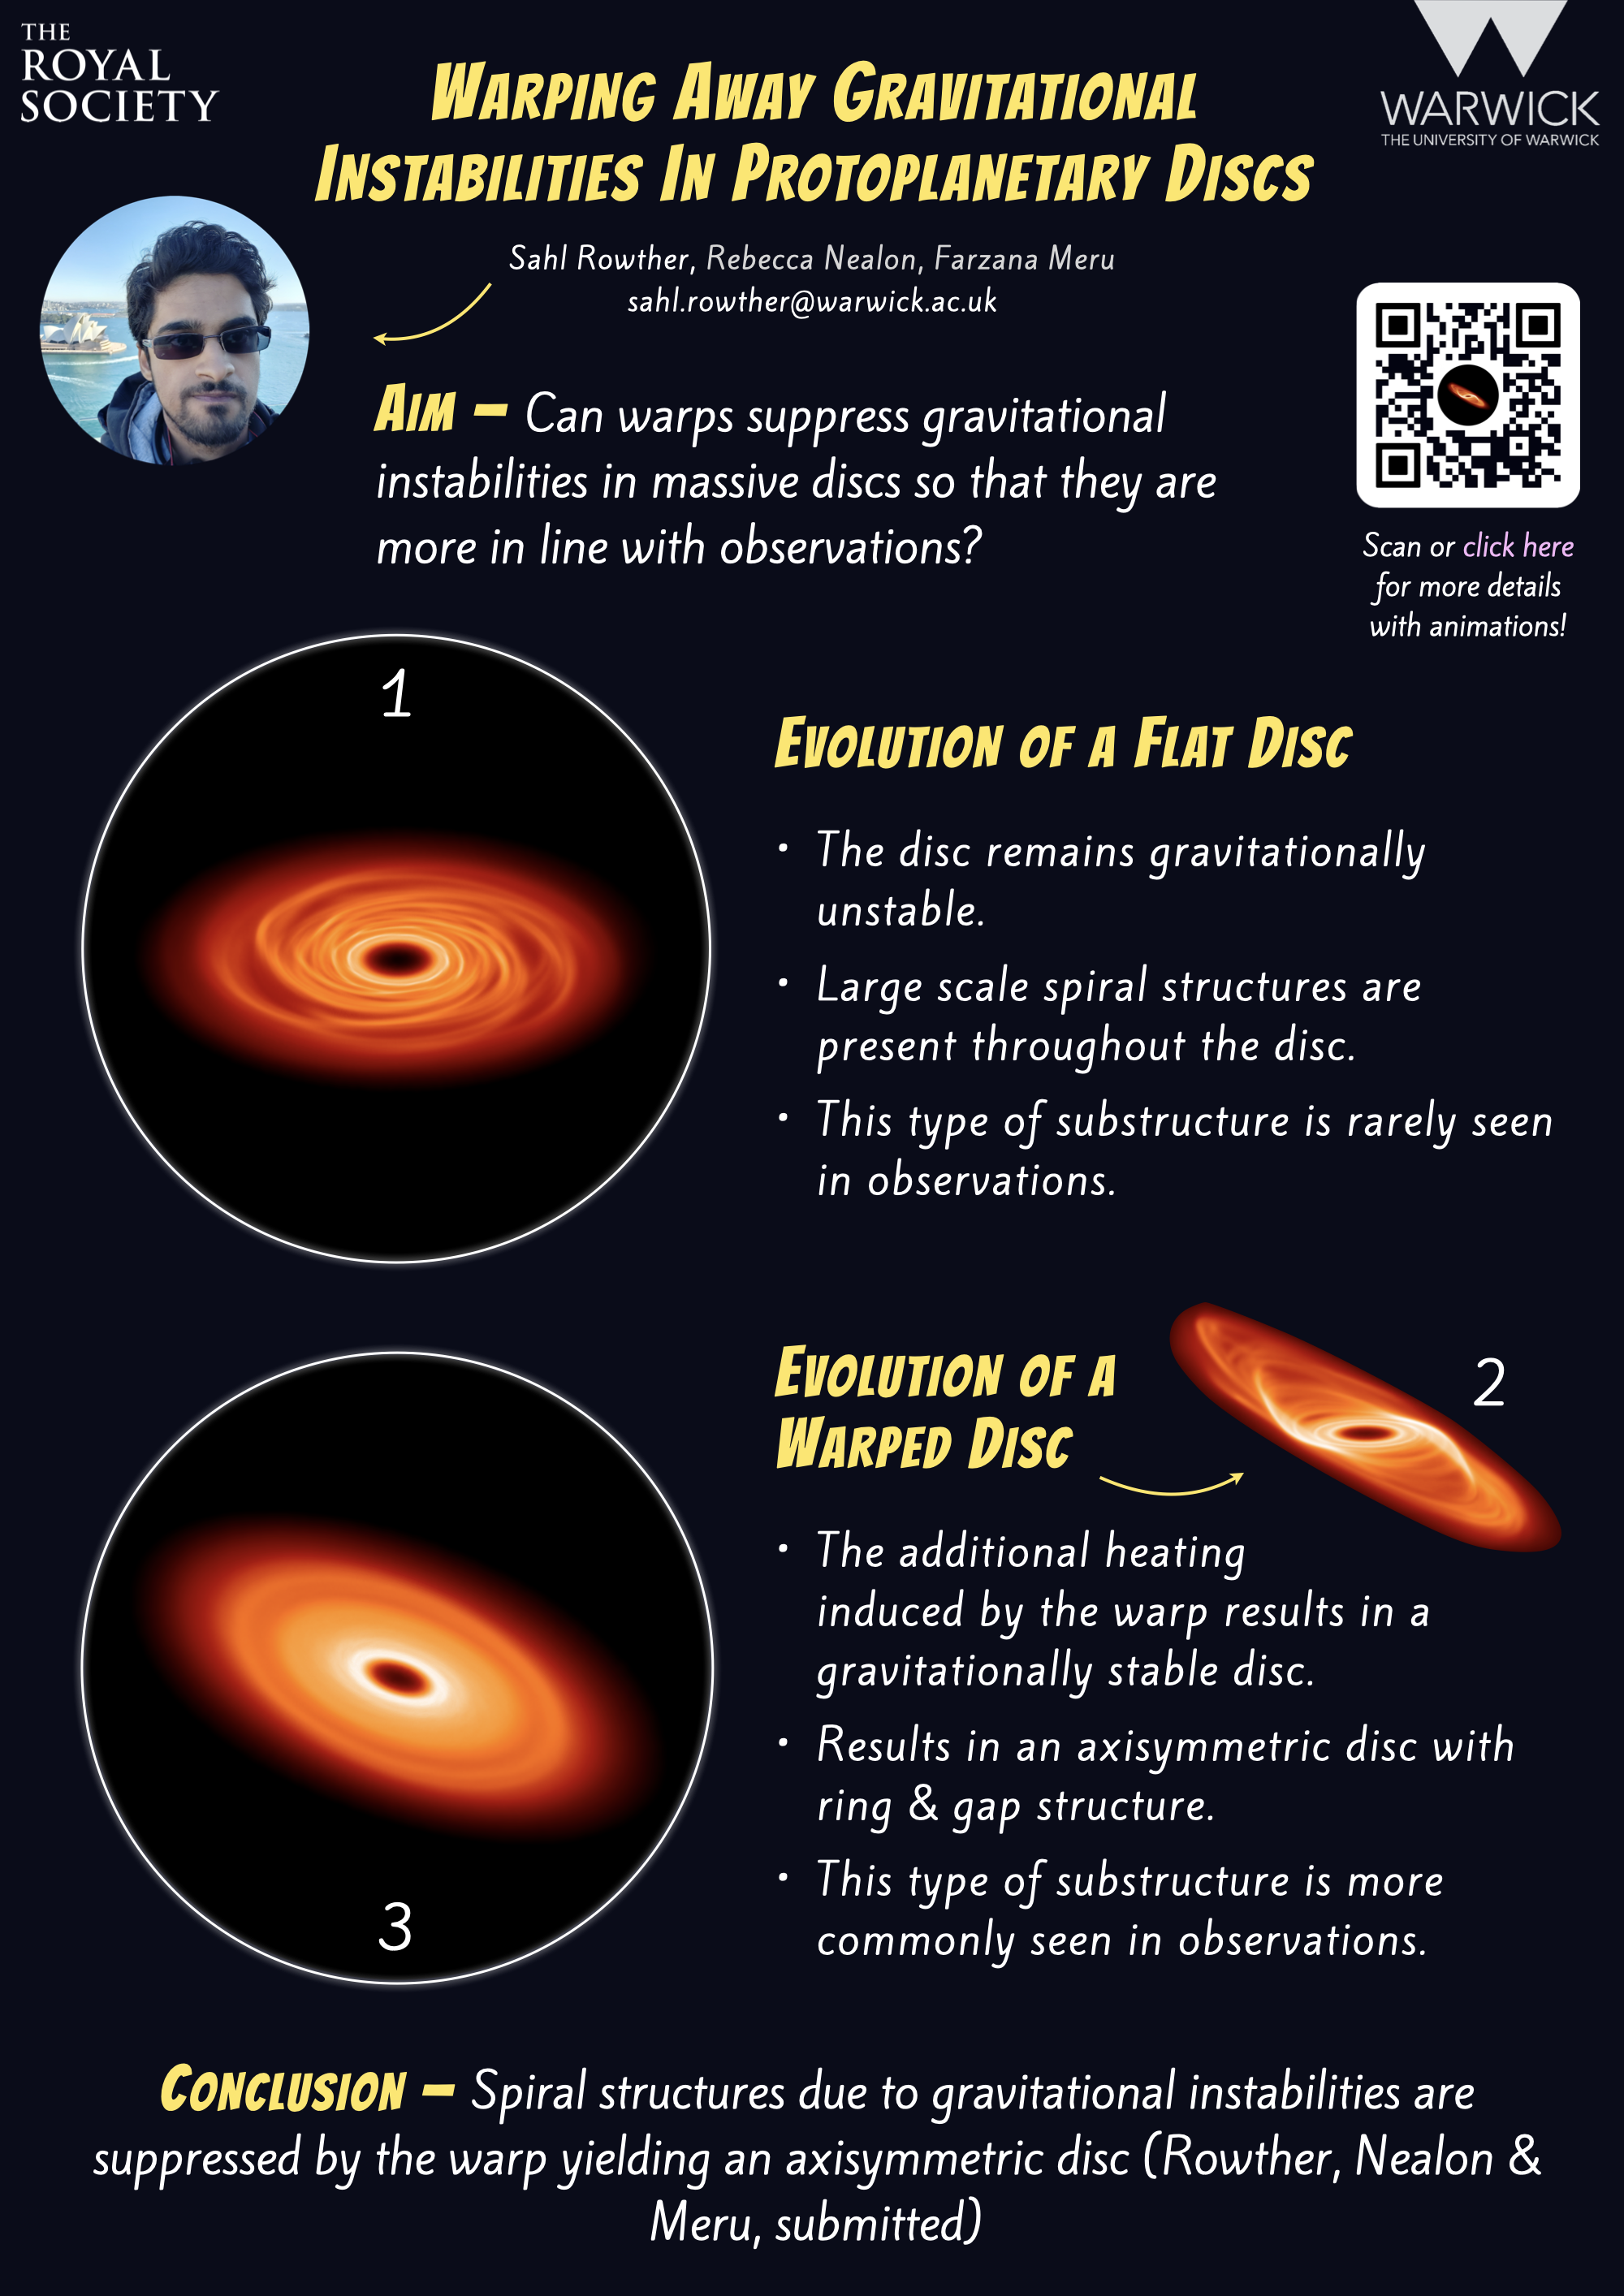 THE
ROYAL
SOCIETY
WARWICK
THE UNIVERSITY OF WARWICK
WARPING AWAY GRAVITATIONAL
INSTABILITIES IN PROTOPLANETARY DISCS
Sahl Rowther, Rebecca Nealon, Farzana Meru
sahl.rowther@warwick.ac.uk
AIM – Can warps suppress gravitational
instabilities in massive discs so that they are
more in line with observations?
Scan or click here
for more details
with animations!
1
EVOLUTION OF A FLAT DISC
• The disc remains gravitationally
unstable.
• Large scale spiral structures are
present throughout the disc.
• This type of substructure is rarely seen
in observations.
EVOLUTION OF A
WARPED DISC
2
• The additional heating
induced by the warp results in a
gravitationally stable disc.
• Results in an axisymmetric disc with
ring & gap structure.
• This type of substructure is more
commonly seen in observations.
3
CONCLUSION – Spiral structures due to gravitational instabilities are
suppressed by the warp yielding an axisymmetric disc (Rowther, Nealon &
Meru, submitted)